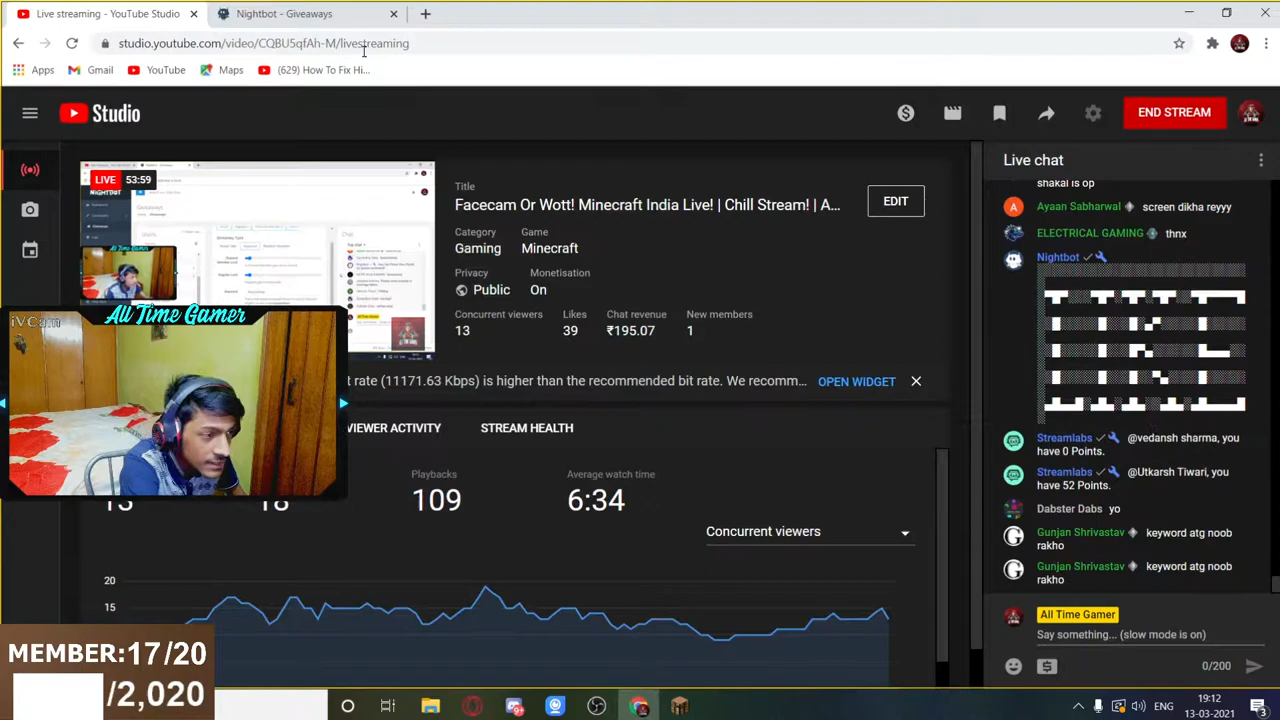 Live streaming - YouTube Studio
Nightbot - Giveaways
studio.youtube.com/video/CQBU5qfAh-M/livestreaming
Apps
Gmail
YouTube
Maps
(629) How To Fix Hi...
Studio
END STREAM
LIVE 53:59
Title
Facecam or Wott! Minecraft India Live! | Chill Stream! | A...
EDIT
Category
Game
Gaming
Minecraft
Privacy
Monetisation
Public
On
Concurrent viewers
Likes
Chat revenue
New members
13
39
₹195.07
1
t rate (11171.63 Kbps) is higher than the recommended bit rate. We recomm...
OPEN WIDGET
iVCam
All Time Gamer
VIEWER ACTIVITY
STREAM HEALTH
Playbacks
Average watch time
13
18
109
6:34
Concurrent viewers
20
15
MEMBER:17/20
/2,020
Live chat
seal is op
Ayaan Sabharwal screen dikha reyy
ELECTRICALGAMING thnx
Nightbot
Streamlabs @vedansh sharma, you
have 0 Points.
Streamlabs @Utkarsh Tiwari, you
have 52 Points.
Dabster Dabs yo
Gunjan Shrivastav keyword atg noob
rakho
Gunjan Shrivastav keyword atg noob
rakho
All Time Gamer
Say something... (slow mode is on)
0/200
ENG
19:12
13-03-2021
3